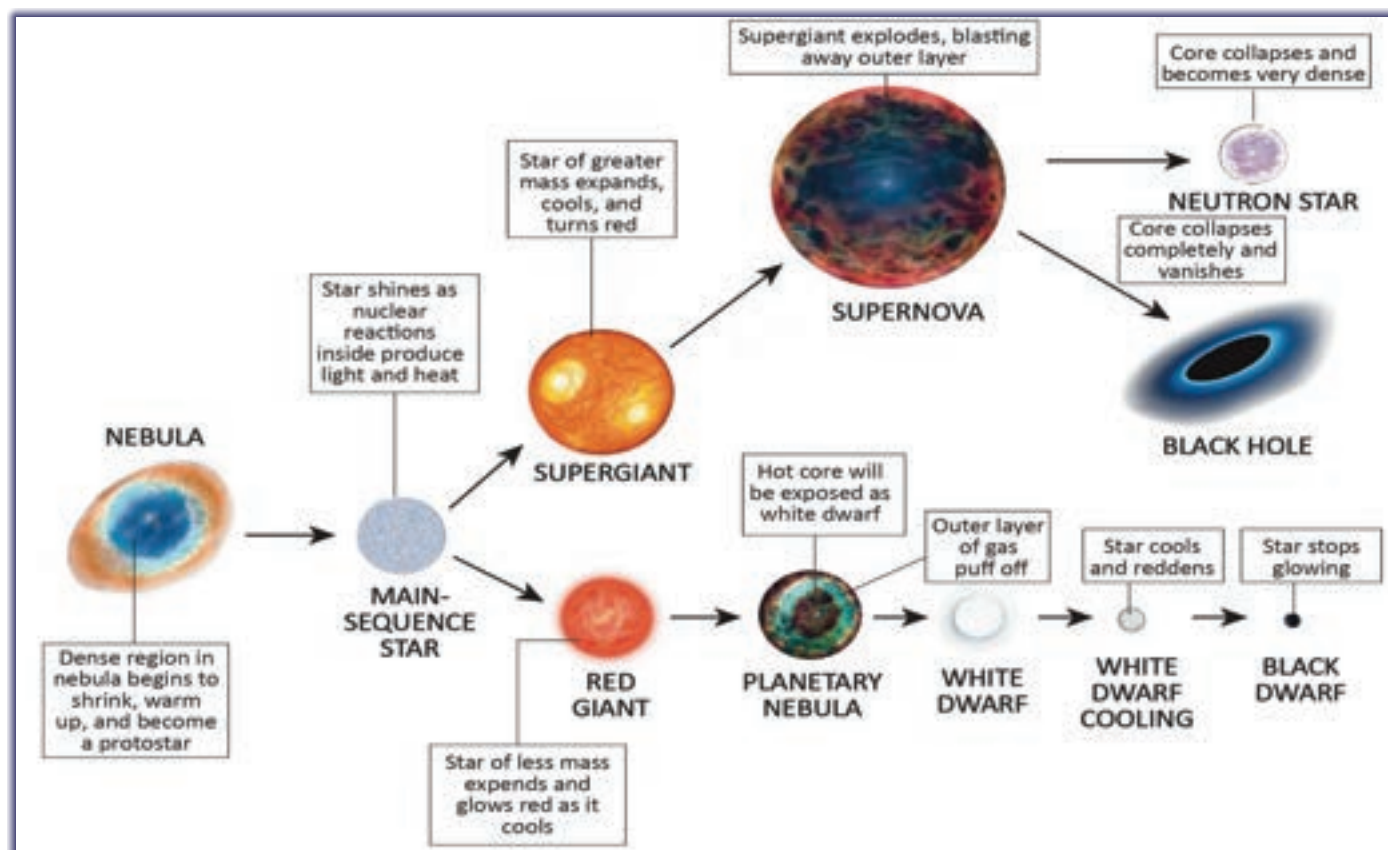 Supergiant explodes, blasting
away outer layer
Core collapses and
becomes very dense
Star of greater
mass expands,
cools, and
turns red
NEUTRON STAR
Core collapses
completely and
vanishes
Star shines as
nuclear
reactions
inside produce
light and heat
SUPERNOVA
NEBULA
SUPERGIANT
BLACK HOLE
Hot core will
be exposed as
white dwarf
Outer layer
of gas
puff off
Star cools
and reddens
Star stops
glowing
MAIN-
SEQUENCE
STAR
Dense region in
nebula begins to
shrink, warm
up, and become
a protostar
RED
GIANT
PLANETARY
NEBULA
WHITE
DWARF
WHITE
DWARF
COOLING
BLACK
DWARF
Star of less mass
expends and
glows red as it
cools